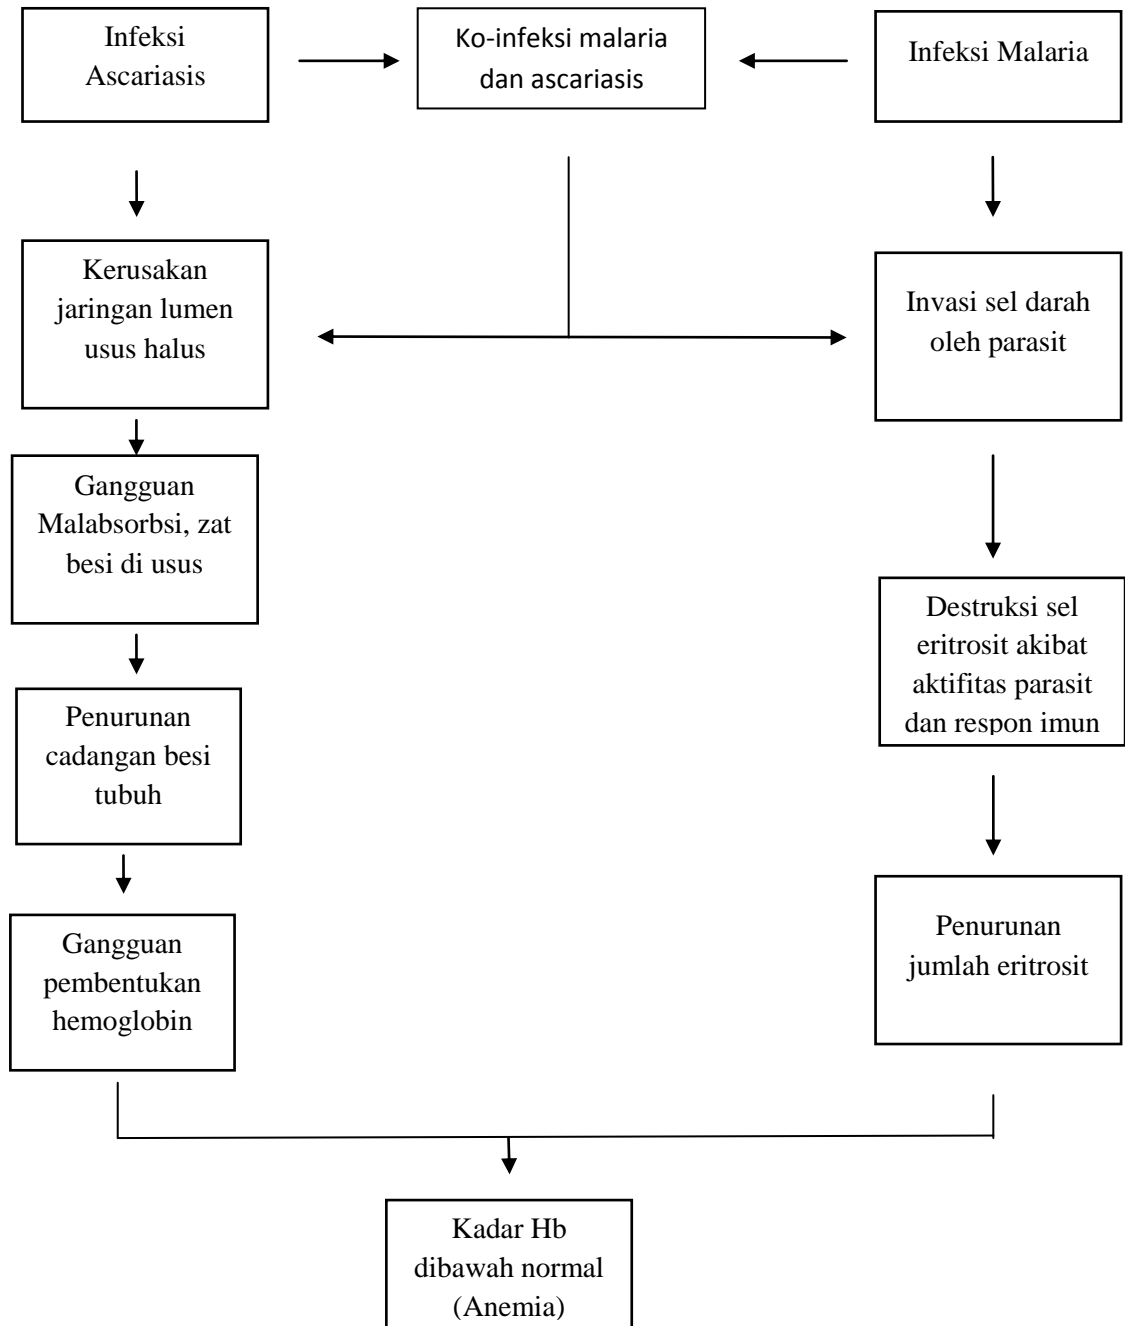 Infeksi
Ascariasis
Ko-infeksi malaria
dan ascariasis
Infeksi Malaria
Kerusakan
jaringan lumen
usus halus
Invasi sel darah
oleh parasit
Gangguan
Malabsorbsi, zat
besi di usus
Destruksi sel
eritrosit akibat
aktifitas parasit
dan respon imun
Penurunan
cadangan besi
tubuh
Penurunan
jumlah eritrosit
Gangguan
pembentukan
hemoglobin
Kadar Hb
dibawah normal
(Anemia)